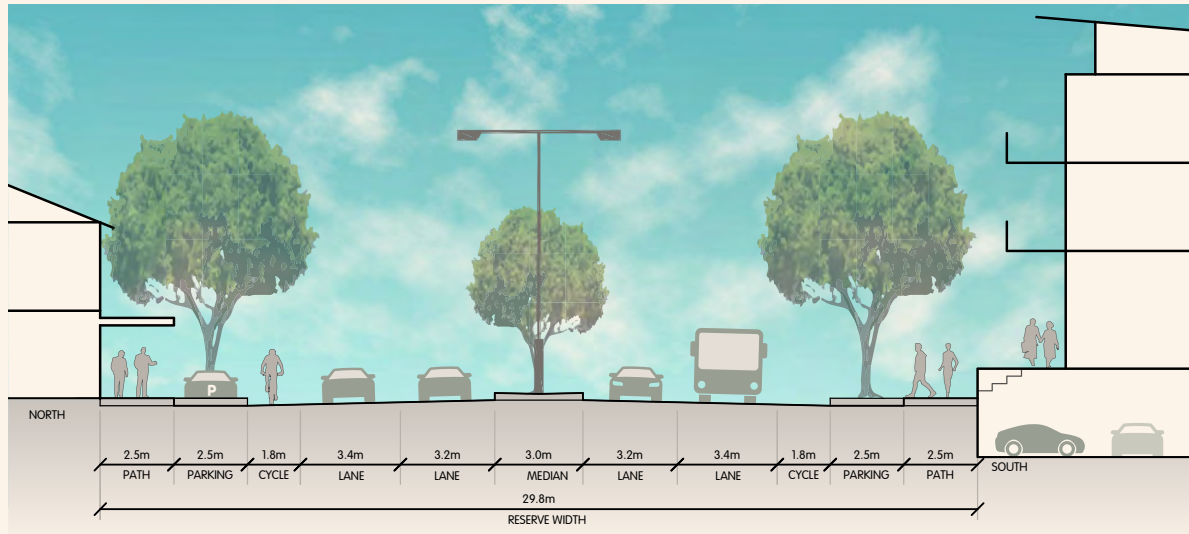 P
NORTH
2.5m 2.5m 1.8m 3.4m 3.2m 3.0m 3.2m 3.4m 1.8m 2.5m 2.5m
PATH PARKING CYCLE LANE LANE MEDIAN LANE LANE CYCLE PARKING PATH
SOUTH
29.8m
RESERVE WIDTH